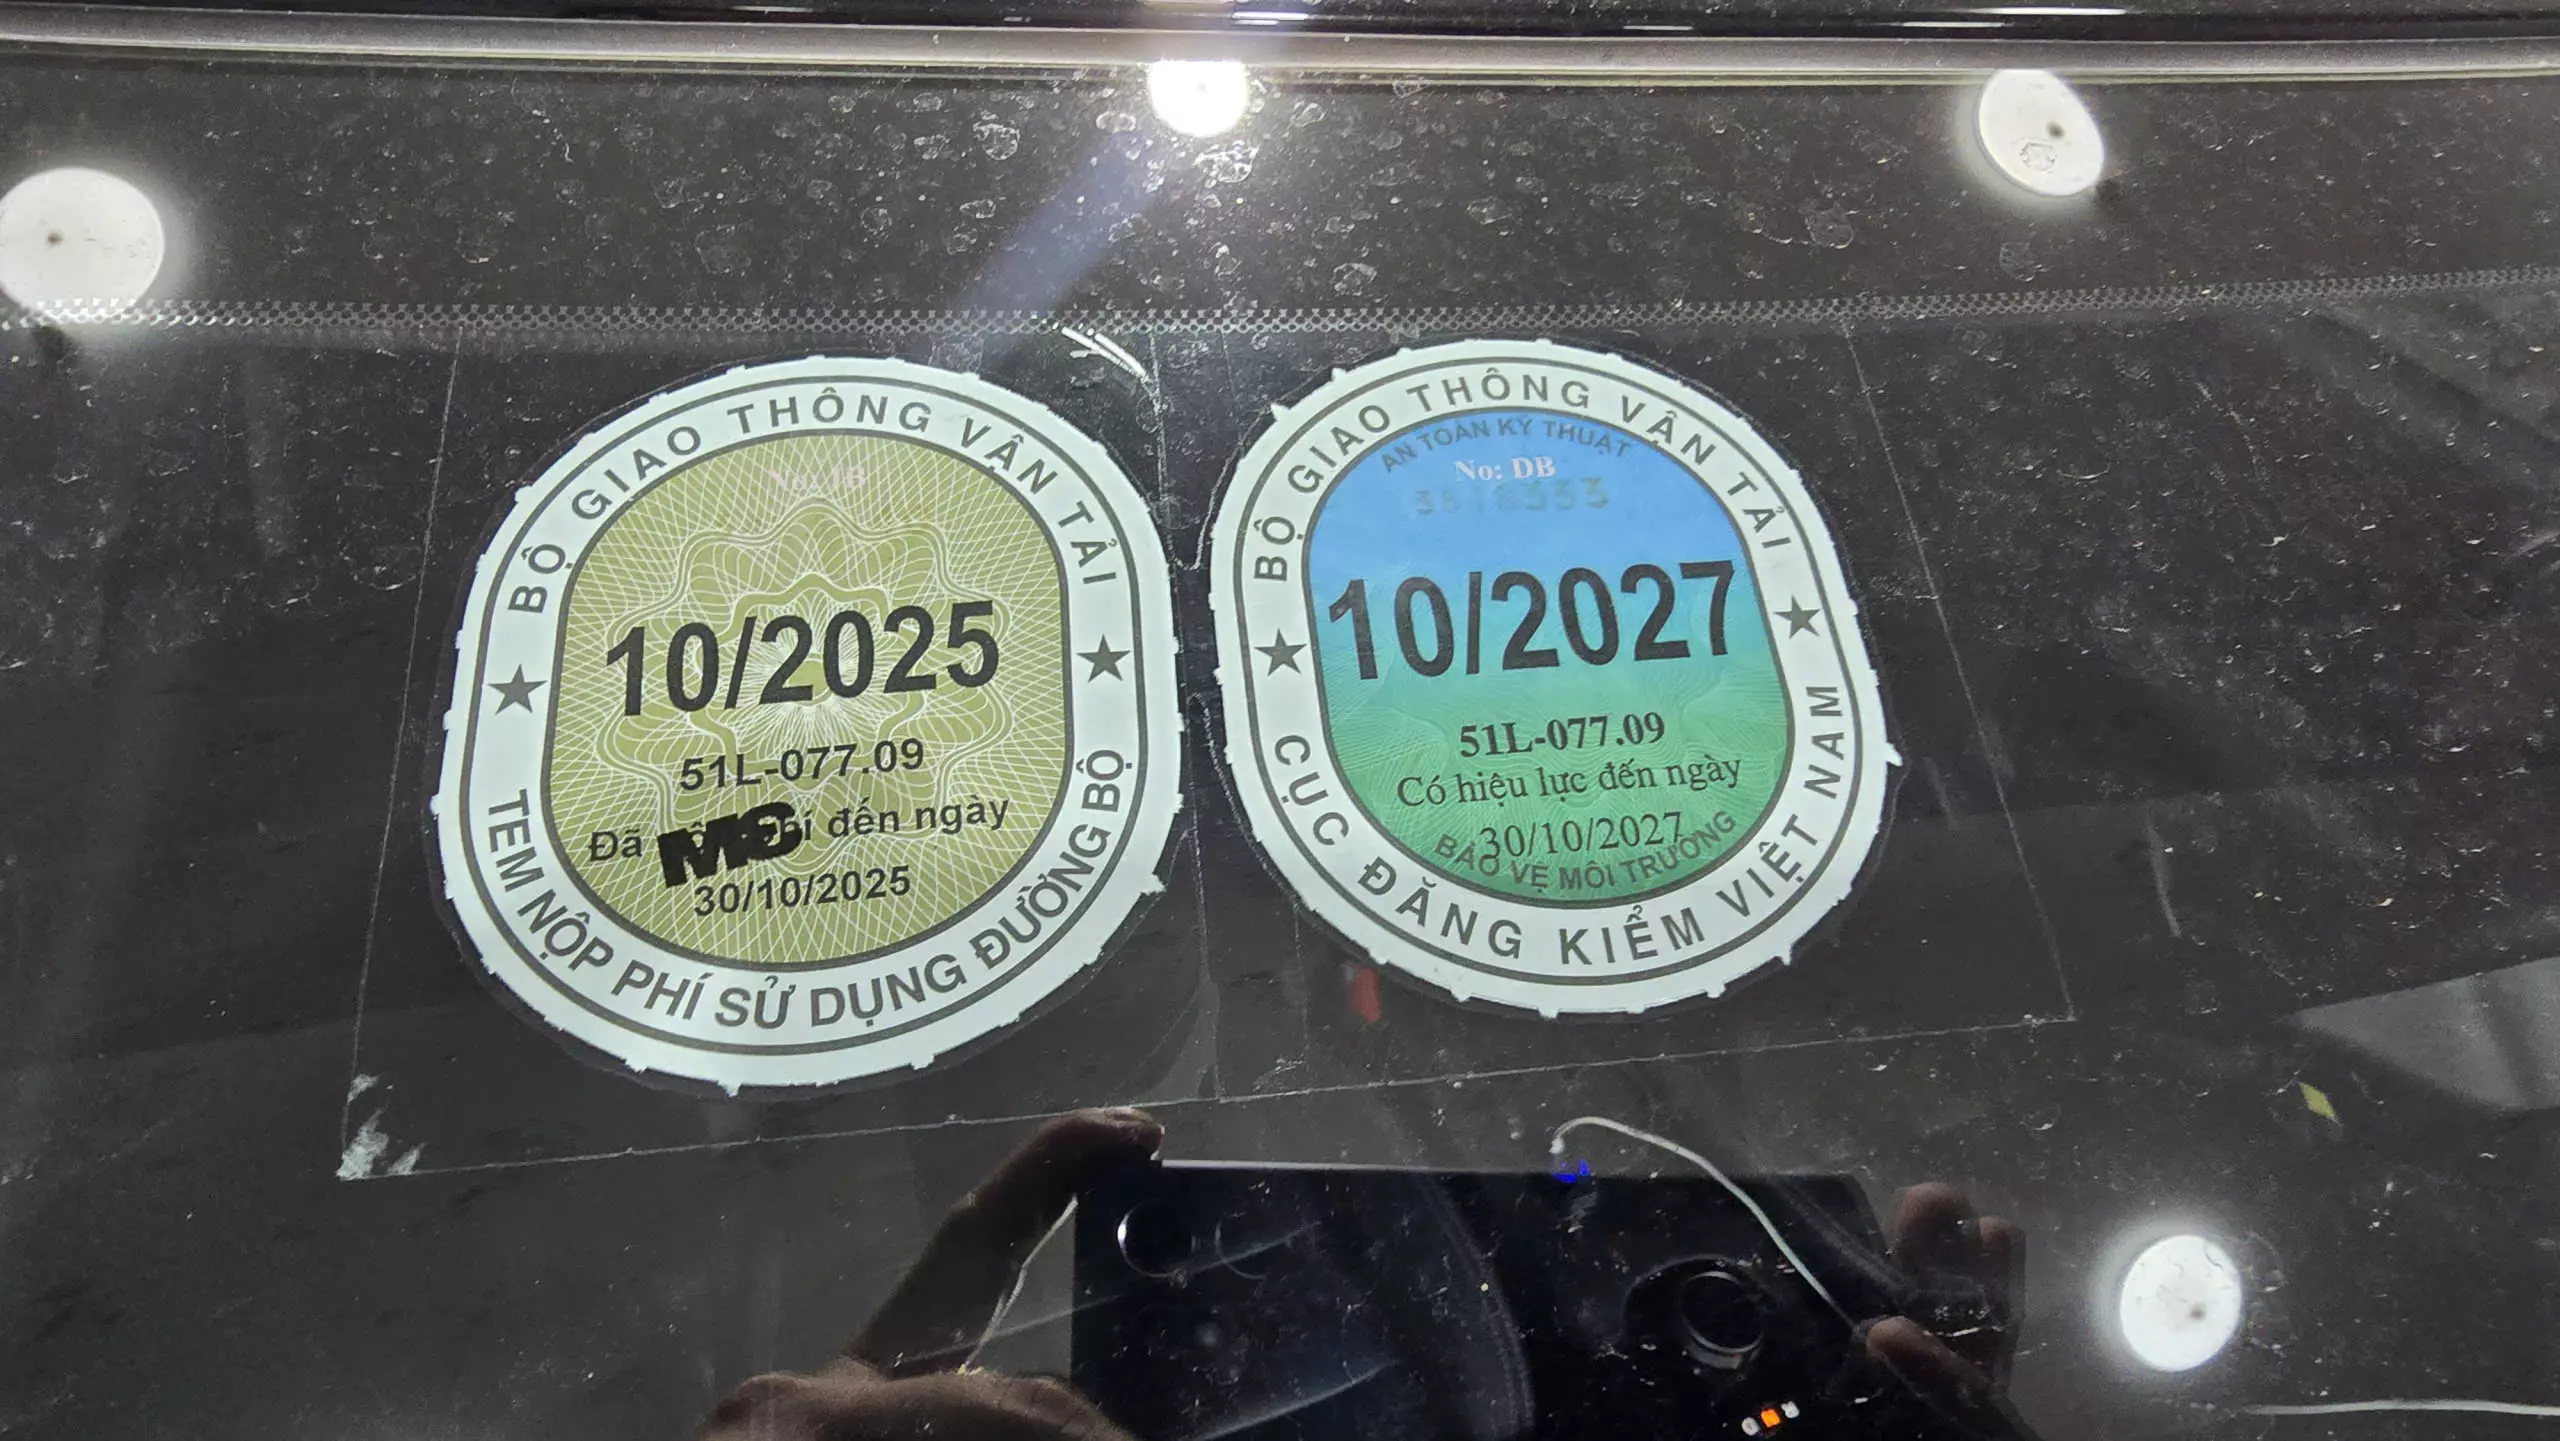 BỘ GIAO THÔNG VẬN TẢI
10/2025
51L-077.09
Đã phí đến ngày
30/10/2025
TEM NỘP PHÍ SỬ DỤNG ĐƯỜNG BỘ
BỘ GIAO THÔNG VẬN TẢI
AN TOÀN KỸ THUẬT
No: DB
10/2027
51L-077.09
Có hiệu lực đến ngày
30/10/2027
BẢO VỆ MÔI TRƯỜNG
CỤC ĐĂNG KIỂM VIỆT NAM